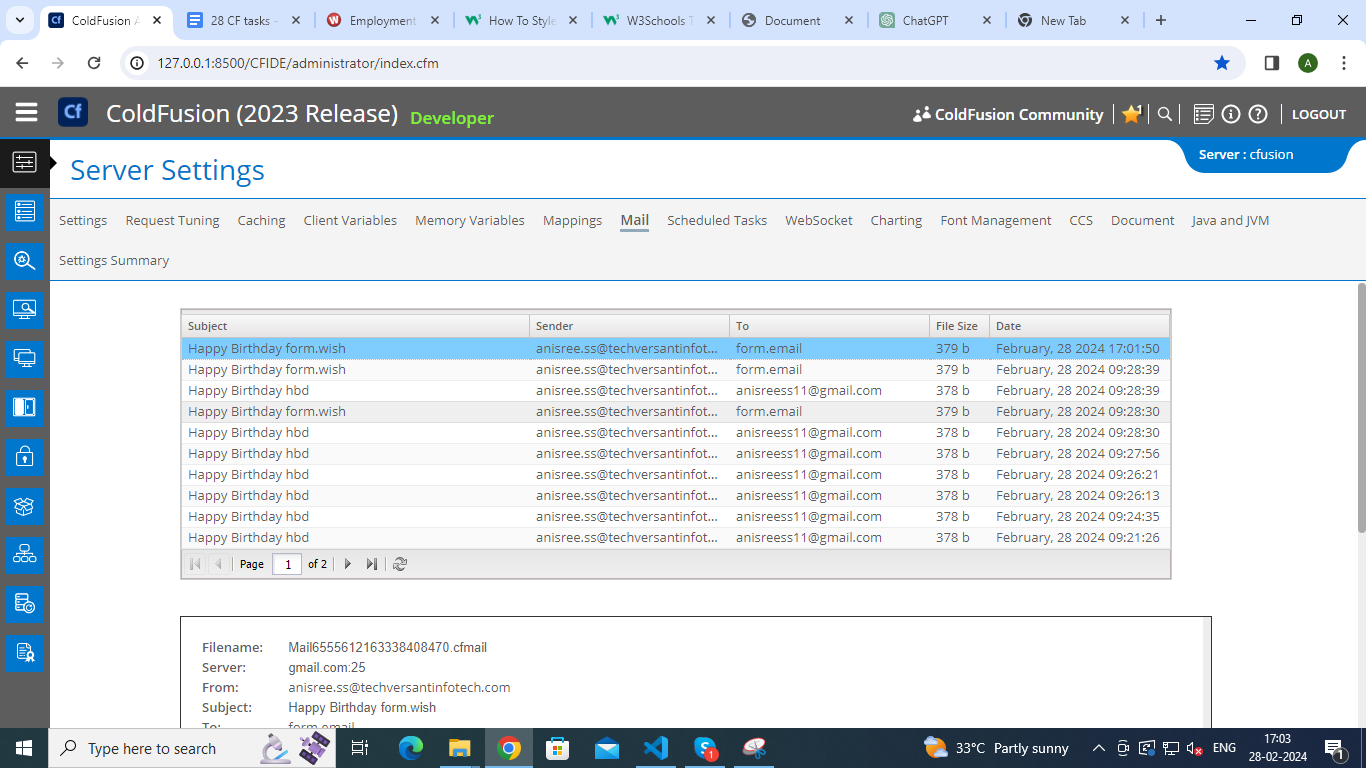 ColdFusion A
28 CF tasks -
Employment
How To Style
W3Schools T
Document
ChatGPT
New Tab
127.0.0.1:8500/CFIDE/administrator/index.cfm
A
Cf ColdFusion (2023 Release) Developer
ColdFusion Community
1
LOGOUT
Server Settings
Server : cfusion
Settings Request Tuning Caching Client Variables Memory Variables Mappings Mail Scheduled Tasks WebSocket Charting Font Management CCS Document Java and JVM
Settings Summary
Subject Sender To File Size Date
Happy Birthday form.wish anisree.ss@techversantinfot... form.email 379 b February, 28 2024 17:01:50
Happy Birthday form.wish anisree.ss@techversantinfot... form.email 379 b February, 28 2024 09:28:39
Happy Birthday hbd anisree.ss@techversantinfot... anisreess11@gmail.com 378 b February, 28 2024 09:28:39
Happy Birthday form.wish anisree.ss@techversantinfot... form.email 379 b February, 28 2024 09:28:30
Happy Birthday hbd anisree.ss@techversantinfot... anisreess11@gmail.com 378 b February, 28 2024 09:28:30
Happy Birthday hbd anisree.ss@techversantinfot... anisreess11@gmail.com 378 b February, 28 2024 09:27:56
Happy Birthday hbd anisree.ss@techversantinfot... anisreess11@gmail.com 378 b February, 28 2024 09:26:21
Happy Birthday hbd anisree.ss@techversantinfot... anisreess11@gmail.com 378 b February, 28 2024 09:26:13
Happy Birthday hbd anisree.ss@techversantinfot... anisreess11@gmail.com 378 b February, 28 2024 09:24:35
Happy Birthday hbd anisree.ss@techversantinfot... anisreess11@gmail.com 378 b February, 28 2024 09:21:26
Page 1 of 2
Filename: Mail6555612163338408470.cfmail
Server: gmail.com:25
From: anisree.ss@techversantinfotech.com
Subject: Happy Birthday form.wish
To: form.email
Type here to search
33°C Partly sunny
ENG
17:03
28-02-2024
1